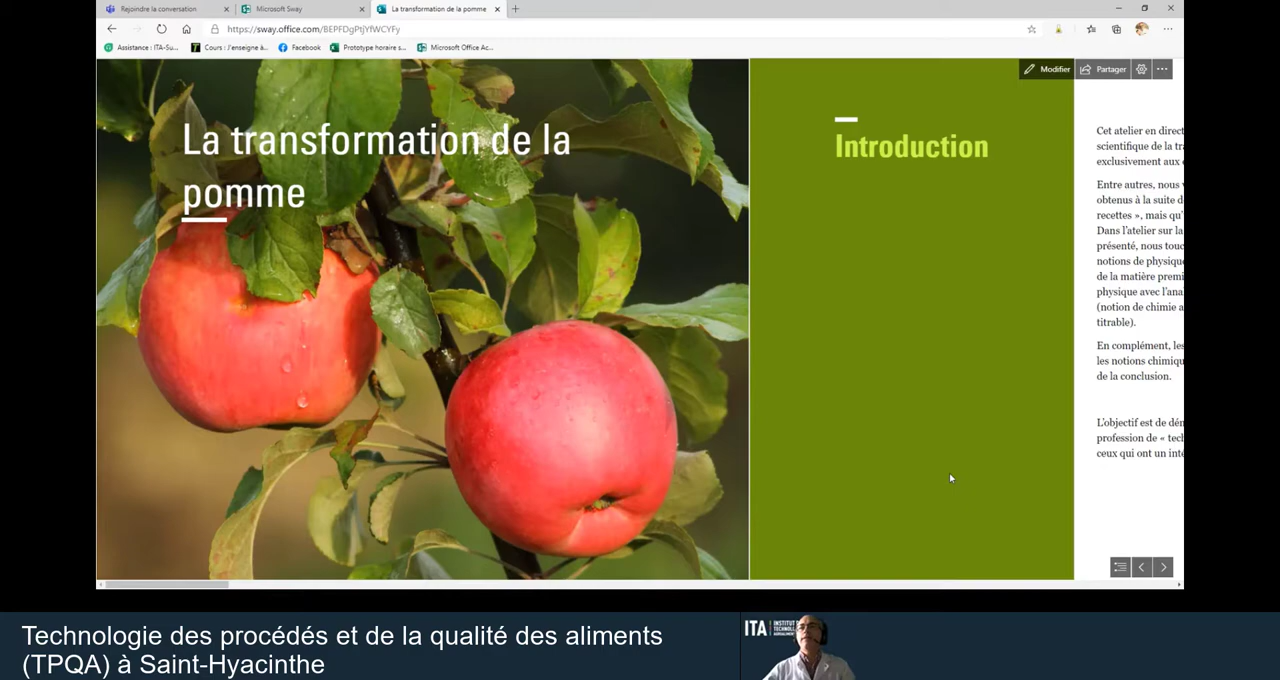 Rejoindre la conversation
Microsoft Sway
La transformation de la pomme
https://sway.office.com/BEPFDgPtjYfWCYFy
Assistance : ITA-Su...
Cours : J'enseigne à...
Facebook
Prototype horaire s...
Microsoft Office Ac...
La transformation de la
pomme
Introduction
Modifier
Partager
Cet atelier en direct
scientifique de la tra
exclusivement aux
Entre autres, nous
obtenus à la suite d
recettes », mais qu'
Dans l'atelier sur la
présenté, nous touc
notions de physique
de la matière premi
physique avec l'anal
(notion de chimie a
titrable).
En complément, les
les notions chimiqu
de la conclusion.
L'objectif est de dém
profession de « tech
ceux qui ont un inté
Technologie des procédés et de la qualité des aliments
(TPQA) à Saint-Hyacinthe
ITA